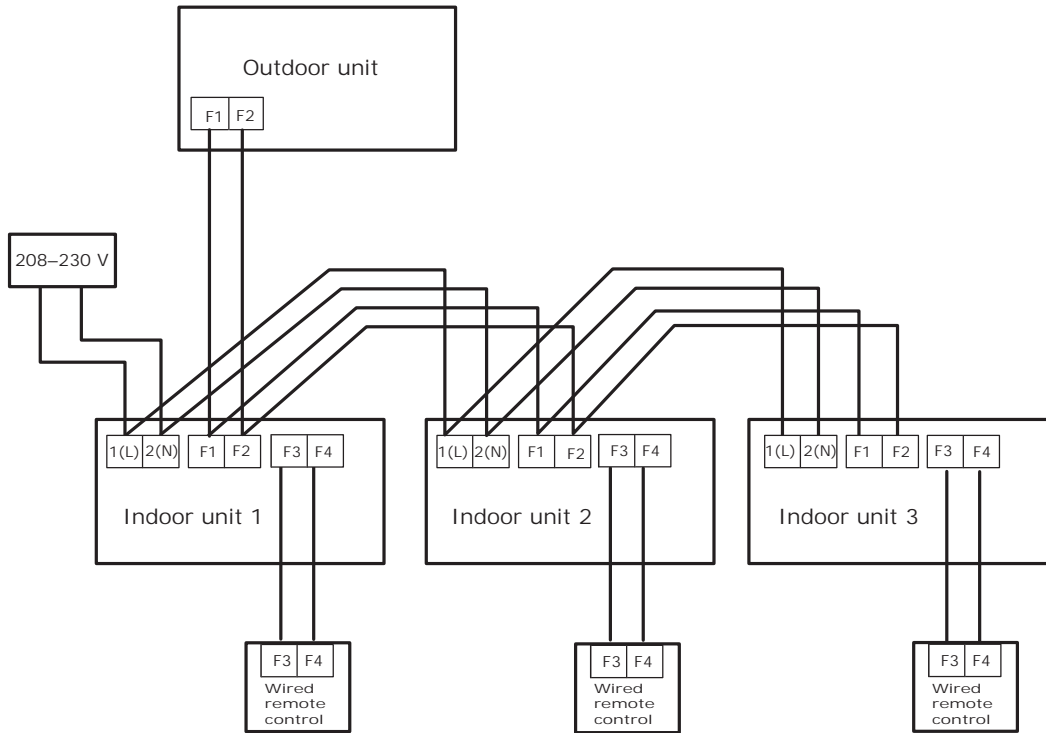 Outdoor unit
F1 F2
208–230 V
1(L) 2(N) F1 F2 F3 F4
Indoor unit 1
1(L) 2(N) F1 F2 F3 F4
Indoor unit 2
1(L) 2(N) F1 F2 F3 F4
Indoor unit 3
F3 F4
Wired
remote
control
F3 F4
Wired
remote
control
F3 F4
Wired
remote
control